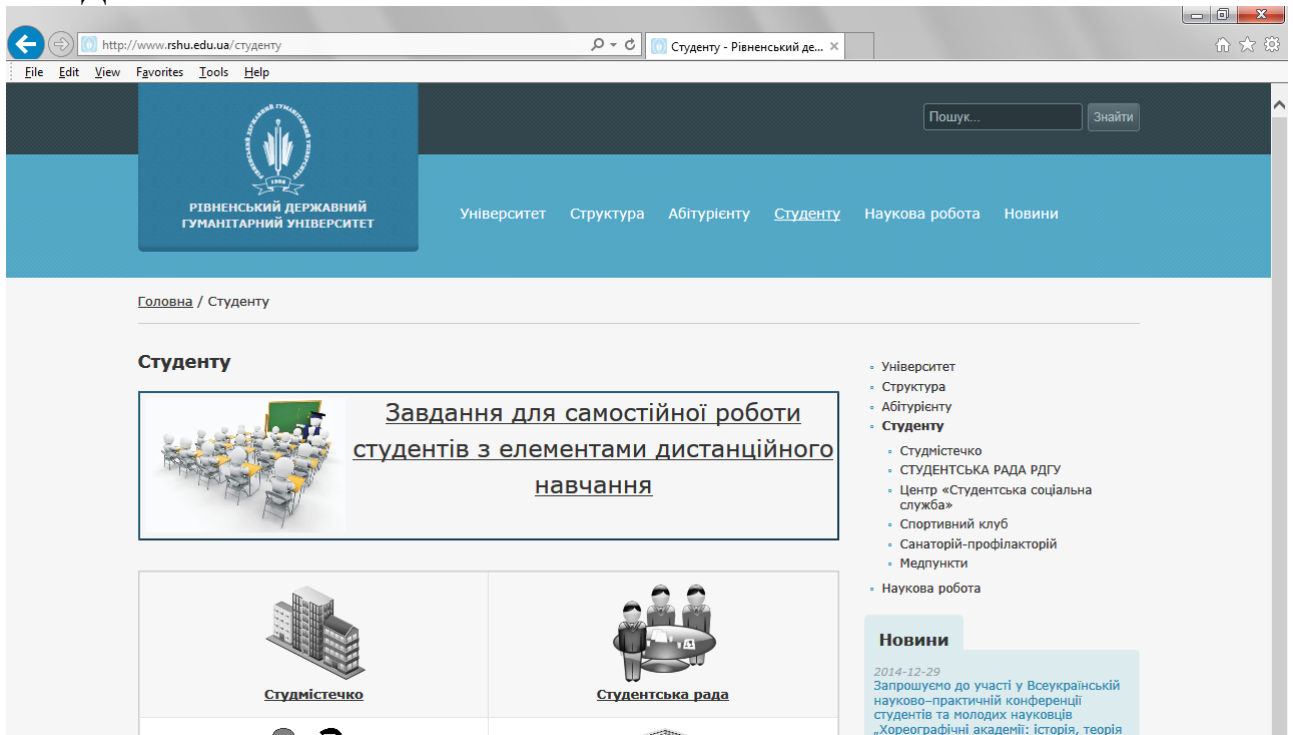 http://www.rshu.edu.ua/студенту
Студенту - Рівненський де...
File Edit View Favorites Tools Help
Пошук...
Знайти
РІВНЕНСЬКИЙ ДЕРЖАВНИЙ
ГУМАНІТАРНИЙ УНІВЕРСИТЕТ
Університет Структура Абітурієнту Студенту Наукова робота Новини
Головна / Студенту
Студенту
Завдання для самостійної роботи
студентів з елементами дистанційного
навчання
Студмістечко
Студентська рада
Університет
Структура
Абітурієнту
Студенту
Студмістечко
СТУДЕНТСЬКА РАДА РДГУ
Центр «Студентська соціальна
служба»
Спортивний клуб
Санаторій-профілакторій
Медпункти
Наукова робота
Новини
2014-12-29
Запрошуємо до участі у Всеукраїнській
науково–практичній конференції
студентів та молодих науковців
„Хореографічні академії: історія, теорія